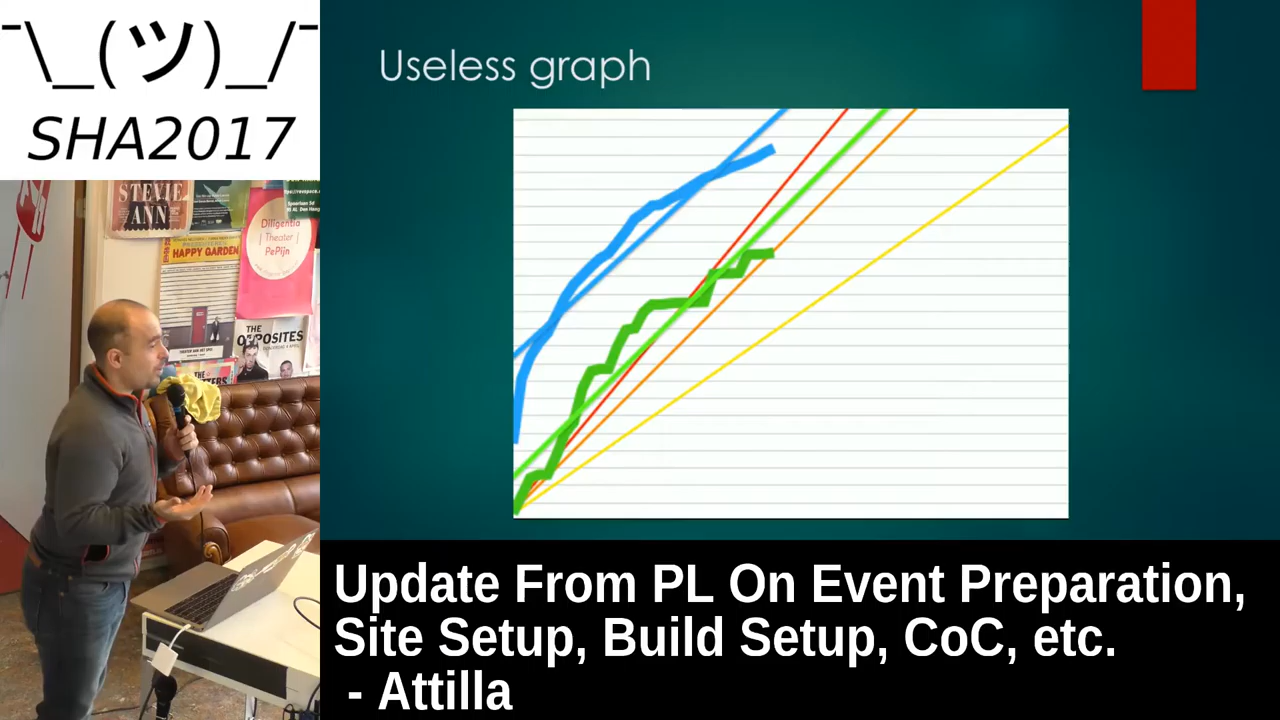 ¯\_(ツ)_/¯
SHA2017
Useless graph
STEVIE
ANN
Diligentia
Theater
PePijn
HAPPY GARDEN
THE
OPPOSITES
THE
Update From PL On Event Preparation,
Site Setup, Build Setup, CoC, etc.
- Attilla